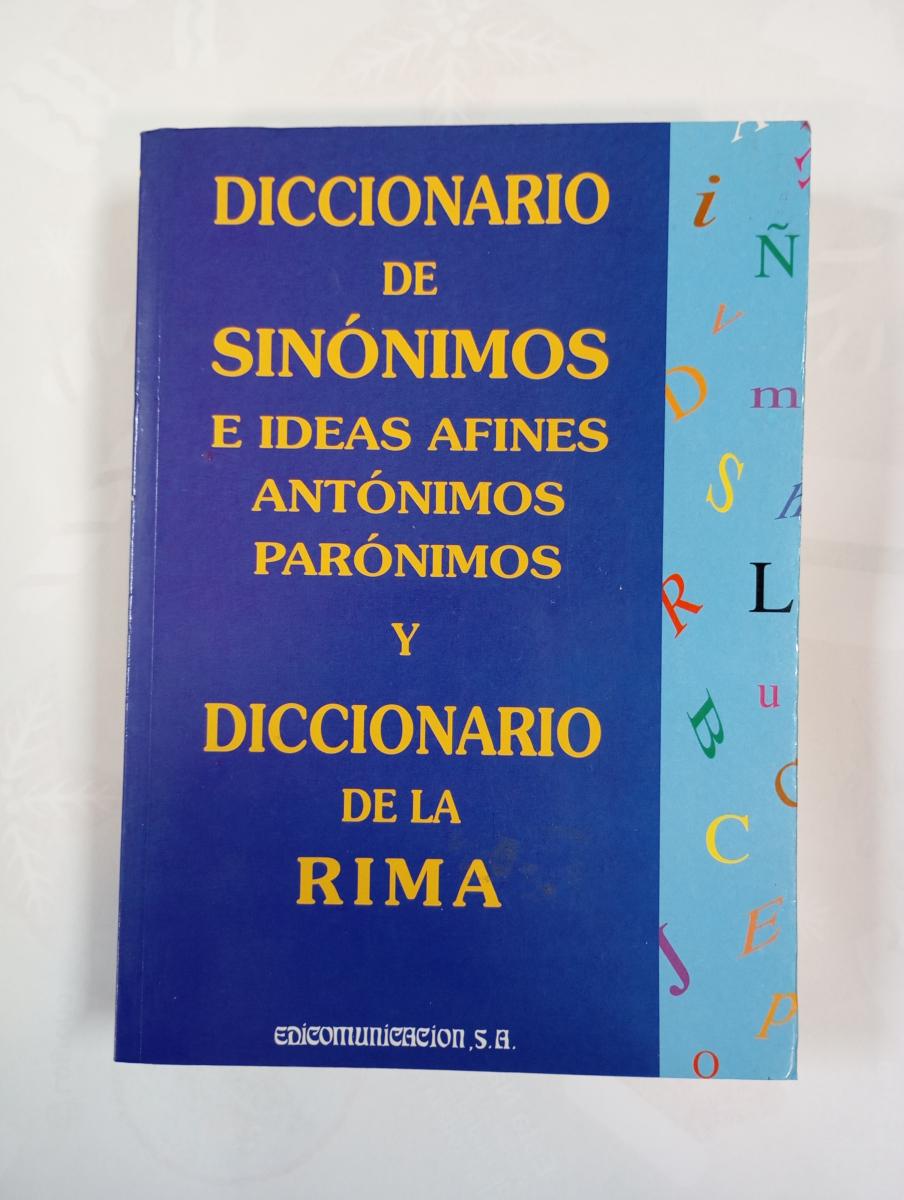 DICCIONARIO
DE
SINÓNIMOS
E IDEAS AFINES
ANTÓNIMOS
PARÓNIMOS
Y
DICCIONARIO
DE LA
RIMA
EDICOMUNICACION, S.A.
i
Ñ
v
D
m
S
h
R
L
u
B
C
C
J
E
p
o